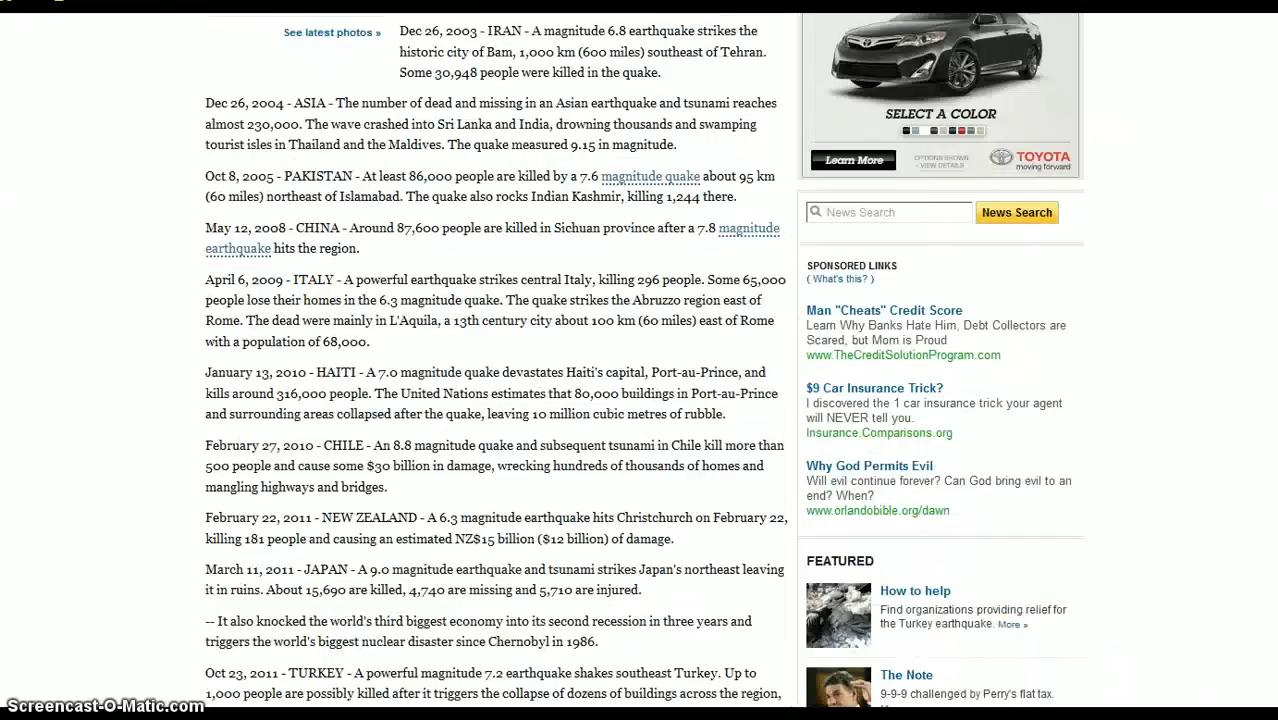 See latest photos »
Dec 26, 2003 - IRAN - A magnitude 6.8 earthquake strikes the
historic city of Bam, 1,000 km (600 miles) southeast of Tehran.
Some 30,948 people were killed in the quake.
Dec 26, 2004 - ASIA - The number of dead and missing in an Asian earthquake and tsunami reaches
almost 230,000. The wave crashed into Sri Lanka and India, drowning thousands and swamping
tourist isles in Thailand and the Maldives. The quake measured 9.15 in magnitude.
Oct 8, 2005 - PAKISTAN - At least 86,000 people are killed by a 7.6 magnitude quake about 95 km
(60 miles) northeast of Islamabad. The quake also rocks Indian Kashmir, killing 1,244 there.
May 12, 2008 - CHINA - Around 87,600 people are killed in Sichuan province after a 7.8 magnitude
earthquake hits the region.
April 6, 2009 - ITALY - A powerful earthquake strikes central Italy, killing 296 people. Some 65,000
people lose their homes in the 6.3 magnitude quake. The quake strikes the Abruzzo region east of
Rome. The dead were mainly in L'Aquila, a 13th century city about 100 km (60 miles) east of Rome
with a population of 68,000.
January 13, 2010 - HAITI - A 7.0 magnitude quake devastates Haiti's capital, Port-au-Prince, and
kills around 316,000 people. The United Nations estimates that 80,000 buildings in Port-au-Prince
and surrounding areas collapsed after the quake, leaving 10 million cubic metres of rubble.
February 27, 2010 - CHILE - An 8.8 magnitude quake and subsequent tsunami in Chile kill more than
500 people and cause some $30 billion in damage, wrecking hundreds of thousands of homes and
mangling highways and bridges.
February 22, 2011 - NEW ZEALAND - A 6.3 magnitude earthquake hits Christchurch on February 22,
killing 181 people and causing an estimated NZ$15 billion ($12 billion) of damage.
March 11, 2011 - JAPAN - A 9.0 magnitude earthquake and tsunami strikes Japan's northeast leaving
it in ruins. About 15,690 are killed, 4,740 are missing and 5,710 are injured.
-- It also knocked the world's third biggest economy into its second recession in three years and
triggers the world's biggest nuclear disaster since Chernobyl in 1986.
Oct 23, 2011 - TURKEY - A powerful magnitude 7.2 earthquake shakes southeast Turkey. Up to
1,000 people are possibly killed after it triggers the collapse of dozens of buildings across the region,
SELECT A COLOR
Learn More
OPTIONS SHOWN
- VIEW DETAILS
TOYOTA
moving forward
News Search
News Search
SPONSORED LINKS
( What's this? )
Man "Cheats" Credit Score
Learn Why Banks Hate Him, Debt Collectors are
Scared, but Mom is Proud
www.TheCreditSolutionProgram.com
$9 Car Insurance Trick?
I discovered the 1 car insurance trick your agent
will NEVER tell you.
Insurance.Comparisons.org
Why God Permits Evil
Will evil continue forever? Can God bring evil to an
end? When?
www.orlandobible.org/dawn
FEATURED
How to help
Find organizations providing relief for
the Turkey earthquake. More »
The Note
9-9-9 challenged by Perry's flat tax.
Screencast-O-Matic.com